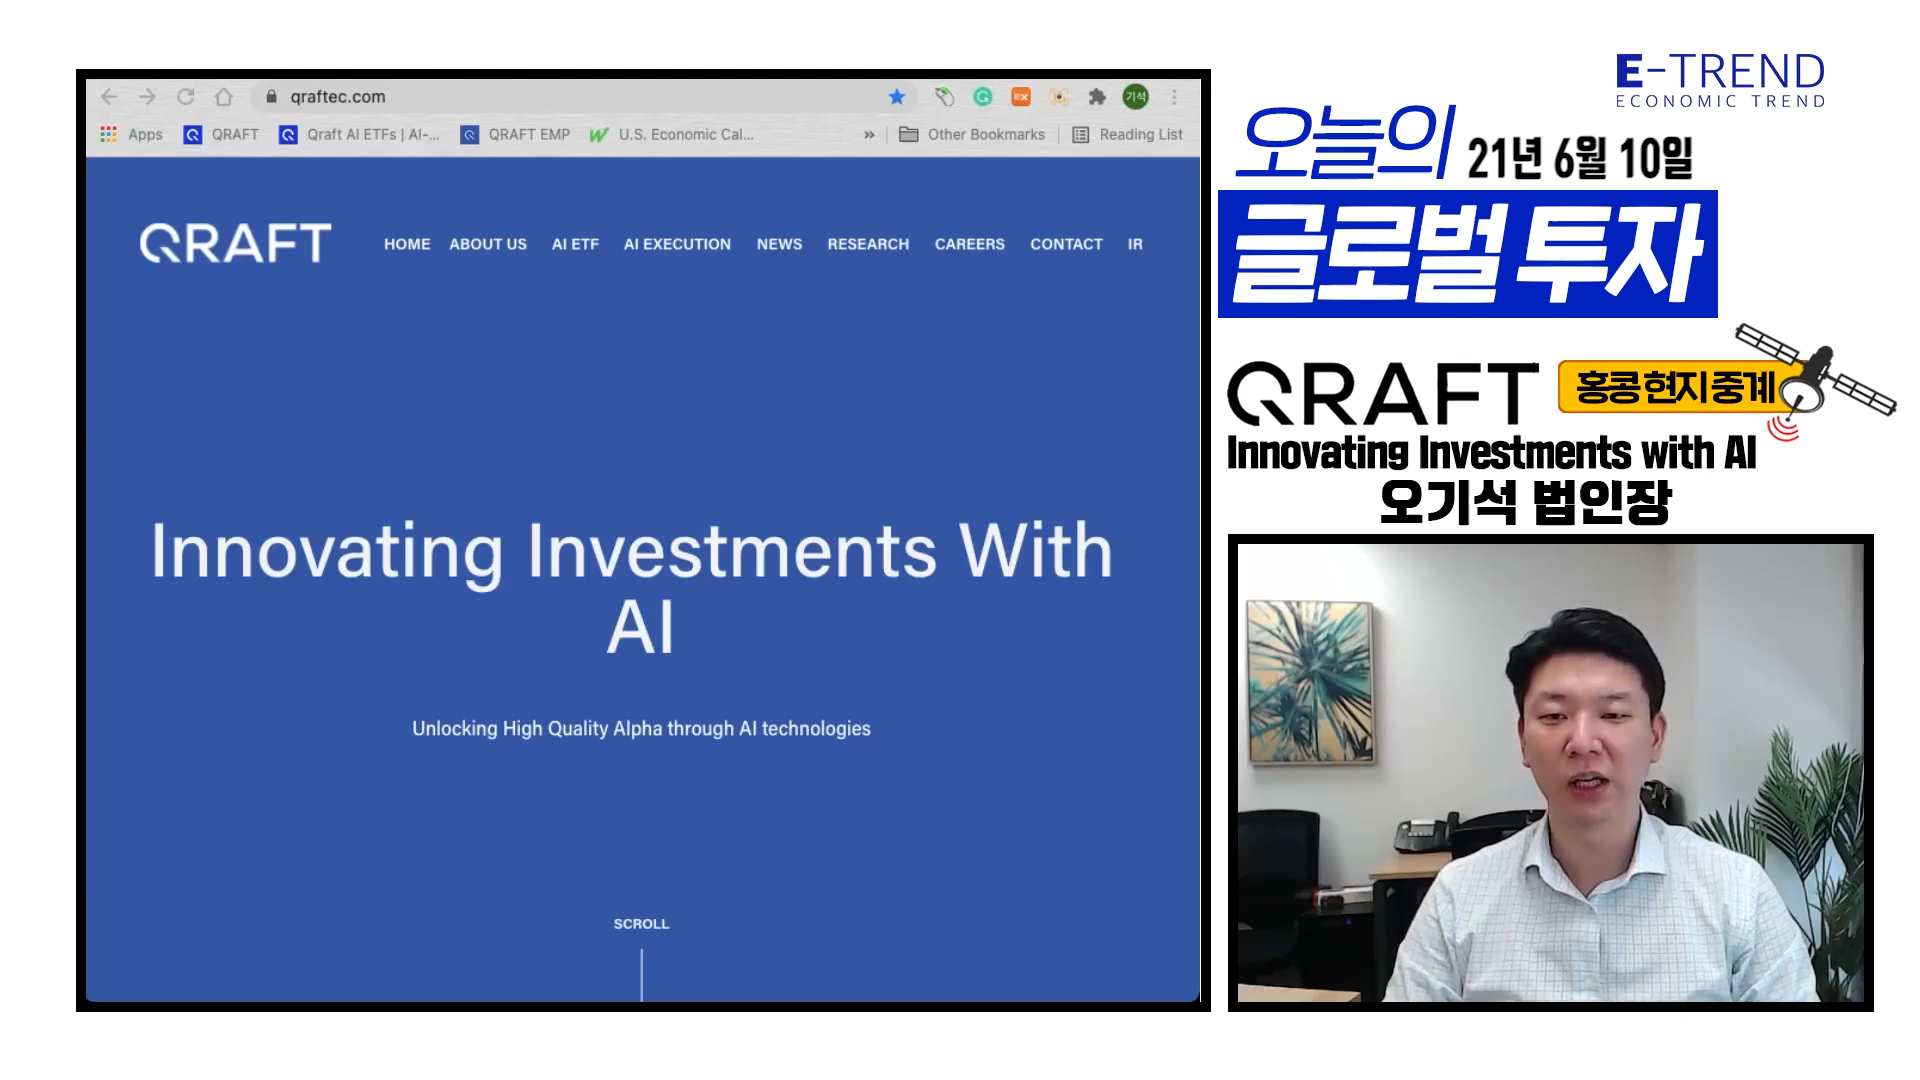 qraftec.com
기석
Apps
QRAFT
Qraft AI ETFs | AI-...
QRAFT EMP
U.S. Economic Cal...
»
Other Bookmarks
Reading List
QRAFT
HOME ABOUT US AI ETF AI EXECUTION NEWS RESEARCH CAREERS CONTACT IR
Innovating Investments With
AI
Unlocking High Quality Alpha through AI technologies
SCROLL
E-TREND
ECONOMIC TREND
오늘의 21년 6월 10일
글로벌 투자
QRAFT 홍콩 현지 중계
Innovating Investments with AI
오기석 법인장